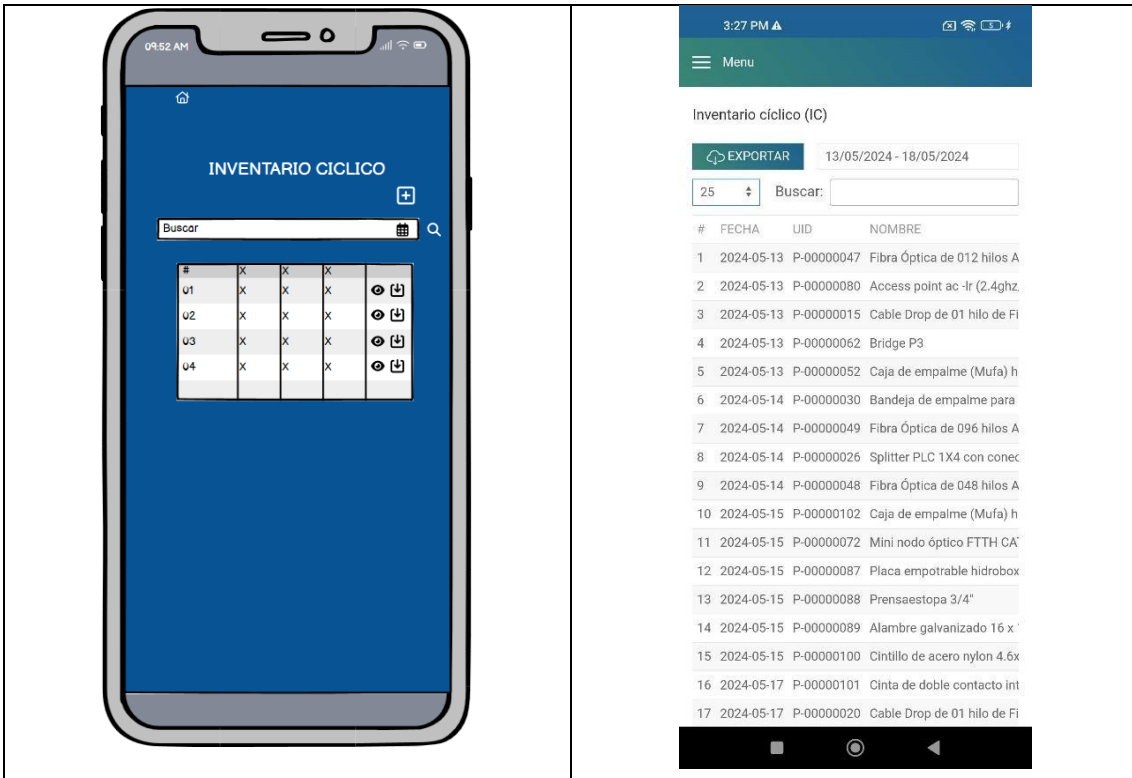 09:52 AM
INVENTARIO CICLICO
Buscar
# X X X
01 X X X
02 X X X
03 X X X
04 X X X
3:27 PM
5
Menu
Inventario cíclico (IC)
EXPORTAR 13/05/2024 - 18/05/2024
25 Buscar:
# FECHA UID NOMBRE
1 2024-05-13 P-00000047 Fibra Óptica de 012 hilos A
2 2024-05-13 P-00000080 Access point ac -lr (2.4ghz,
3 2024-05-13 P-00000015 Cable Drop de 01 hilo de Fi
4 2024-05-13 P-00000062 Bridge P3
5 2024-05-13 P-00000052 Caja de empalme (Mufa) h
6 2024-05-14 P-00000030 Bandeja de empalme para
7 2024-05-14 P-00000049 Fibra Óptica de 096 hilos A
8 2024-05-14 P-00000026 Splitter PLC 1X4 con conec
9 2024-05-14 P-00000048 Fibra Óptica de 048 hilos A
10 2024-05-15 P-00000102 Caja de empalme (Mufa) h
11 2024-05-15 P-00000072 Mini nodo óptico FTTH CAT
12 2024-05-15 P-00000087 Placa empotrable hidrobox
13 2024-05-15 P-00000088 Prensaestopa 3/4"
14 2024-05-15 P-00000089 Alambre galvanizado 16 x
15 2024-05-15 P-00000100 Cintillo de acero nylon 4.6x
16 2024-05-17 P-00000101 Cinta de doble contacto int
17 2024-05-17 P-00000020 Cable Drop de 01 hilo de Fi